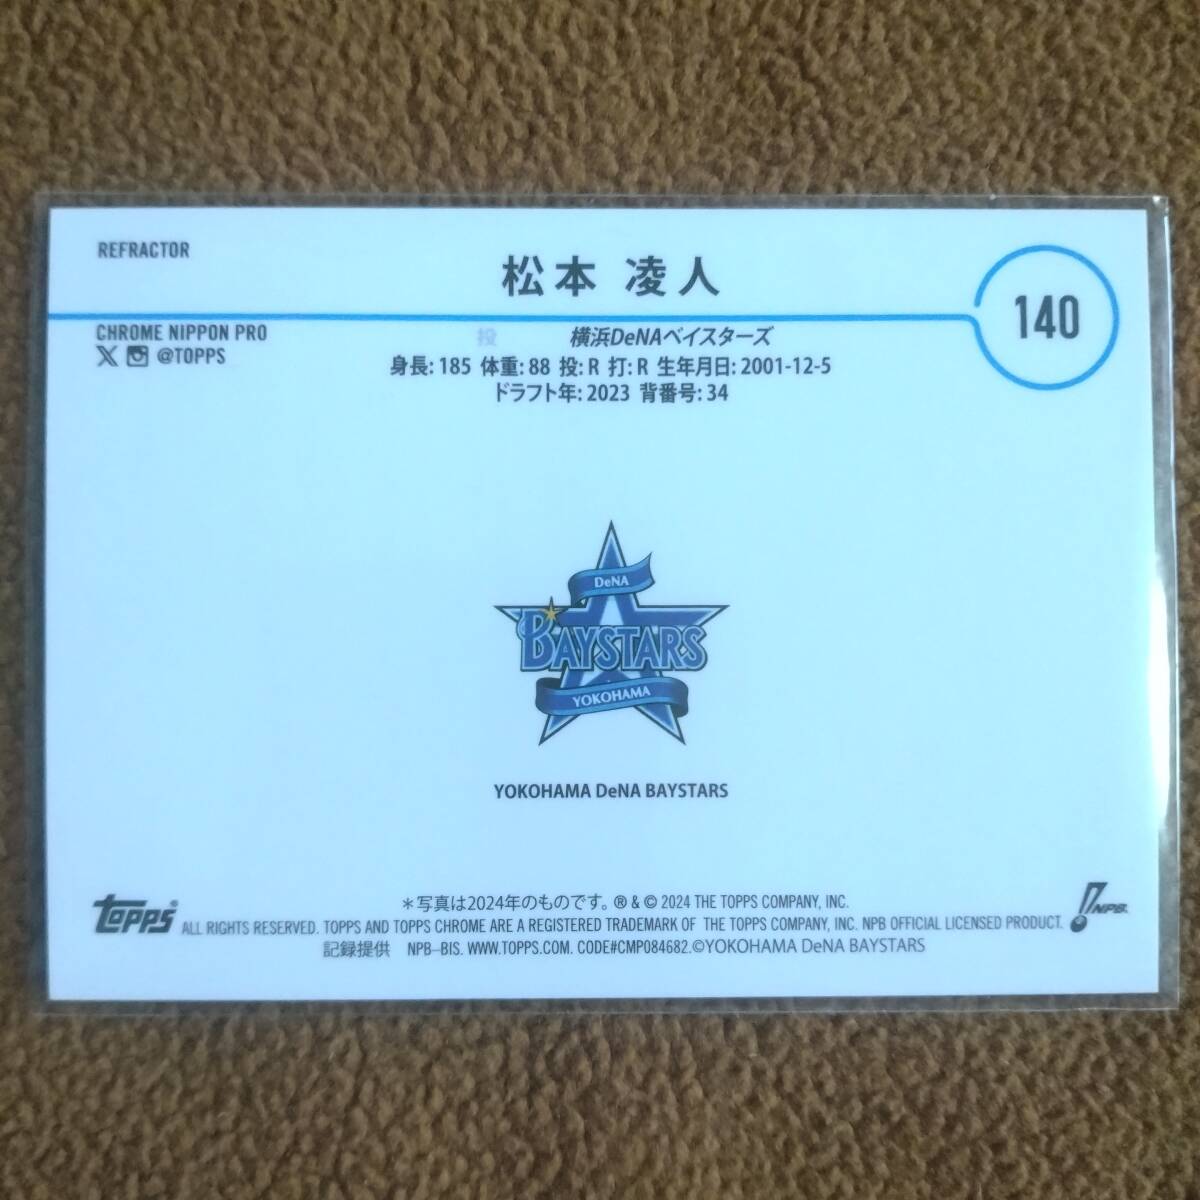 REFRACTOR
松本 凌人
140
CHROME NIPPON PRO
@TOPPS
投 横浜DeNAベイスターズ
身長: 185 体重: 88 投: R 打: R 生年月日: 2001-12-5
ドラフト年: 2023 背番号: 34
DeNA
BAYSTARS
YOKOHAMA
YOKOHAMA DeNA BAYSTARS
＊写真は2024年のものです。 ® & © 2024 THE TOPPS COMPANY, INC.
TOPPS® ALL RIGHTS RESERVED. TOPPS AND TOPPS CHROME ARE A REGISTERED TRADEMARK OF THE TOPPS COMPANY, INC. NPB OFFICIAL LICENSED PRODUCT. NPB.
記録提供 NPB-BIS. WWW.TOPPS.COM. CODE#CMP084682.©YOKOHAMA DeNA BAYSTARS